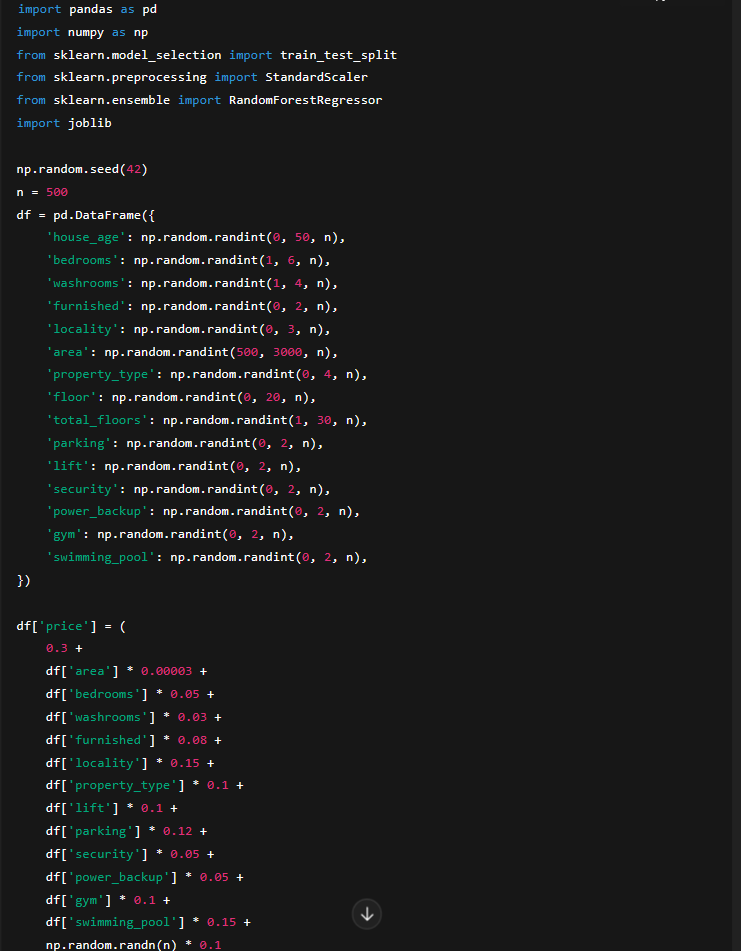 import pandas as pd
import numpy as np
from sklearn.model_selection import train_test_split
from sklearn.preprocessing import StandardScaler
from sklearn.ensemble import RandomForestRegressor
import joblib

np.random.seed(42)
n = 500
df = pd.DataFrame({
    'house_age': np.random.randint(0, 50, n),
    'bedrooms': np.random.randint(1, 6, n),
    'washrooms': np.random.randint(1, 4, n),
    'furnished': np.random.randint(0, 2, n),
    'locality': np.random.randint(0, 3, n),
    'area': np.random.randint(500, 3000, n),
    'property_type': np.random.randint(0, 4, n),
    'floor': np.random.randint(0, 20, n),
    'total_floors': np.random.randint(1, 30, n),
    'parking': np.random.randint(0, 2, n),
    'lift': np.random.randint(0, 2, n),
    'security': np.random.randint(0, 2, n),
    'power_backup': np.random.randint(0, 2, n),
    'gym': np.random.randint(0, 2, n),
    'swimming_pool': np.random.randint(0, 2, n),
})

df['price'] = (
    0.3 +
    df['area'] * 0.00003 +
    df['bedrooms'] * 0.05 +
    df['washrooms'] * 0.03 +
    df['furnished'] * 0.08 +
    df['locality'] * 0.15 +
    df['property_type'] * 0.1 +
    df['lift'] * 0.1 +
    df['parking'] * 0.12 +
    df['security'] * 0.05 +
    df['power_backup'] * 0.05 +
    df['gym'] * 0.1 +
    df['swimming_pool'] * 0.15 +
    np.random.randn(n) * 0.1